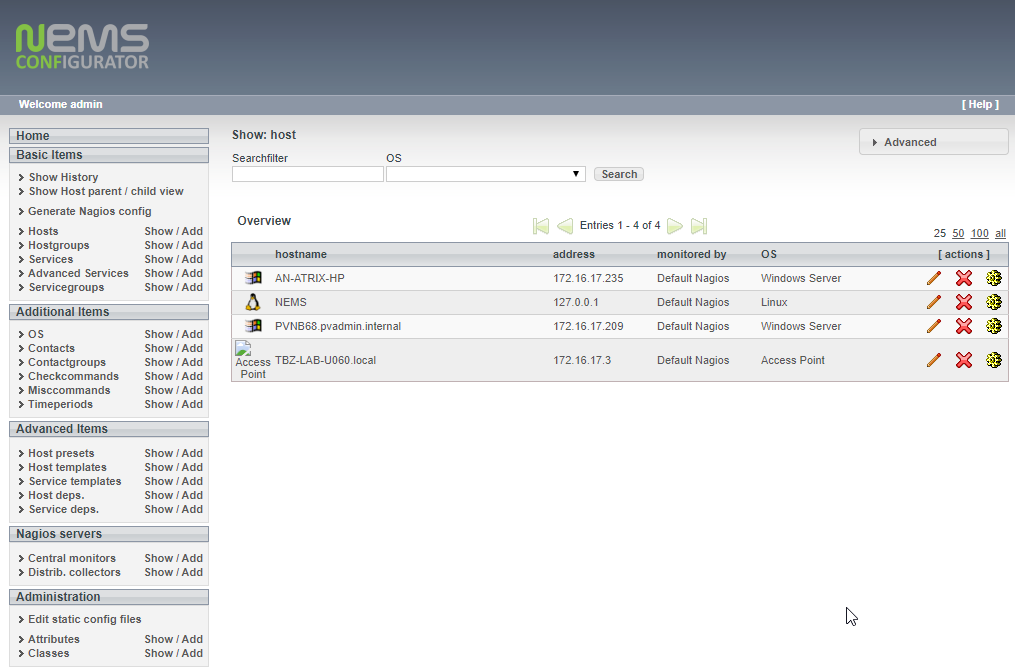 NEMS
CONFIGURATOR
Welcome admin
[ Help ]
Home
Basic Items
Show History
Show Host parent / child view
Generate Nagios config
Hosts Show / Add
Hostgroups Show / Add
Services Show / Add
Advanced Services Show / Add
Servicegroups Show / Add
Additional Items
OS Show / Add
Contacts Show / Add
Contactgroups Show / Add
Checkcommands Show / Add
Misccommands Show / Add
Timeperiods Show / Add
Advanced Items
Host presets Show / Add
Host templates Show / Add
Service templates Show / Add
Host deps. Show / Add
Service deps. Show / Add
Nagios servers
Central monitors Show / Add
Distrib. collectors Show / Add
Administration
Edit static config files
Attributes Show / Add
Classes Show / Add
Show: host
Advanced
Searchfilter OS
Search
Overview
Entries 1 - 4 of 4
25 50 100 all
hostname address monitored by OS [ actions ]
AN-ATRIX-HP 172.16.17.235 Default Nagios Windows Server
NEMS 127.0.0.1 Default Nagios Linux
PVNB68.pvadmin.internal 172.16.17.209 Default Nagios Windows Server
Access
Point
TBZ-LAB-U060.local 172.16.17.3 Default Nagios Access Point